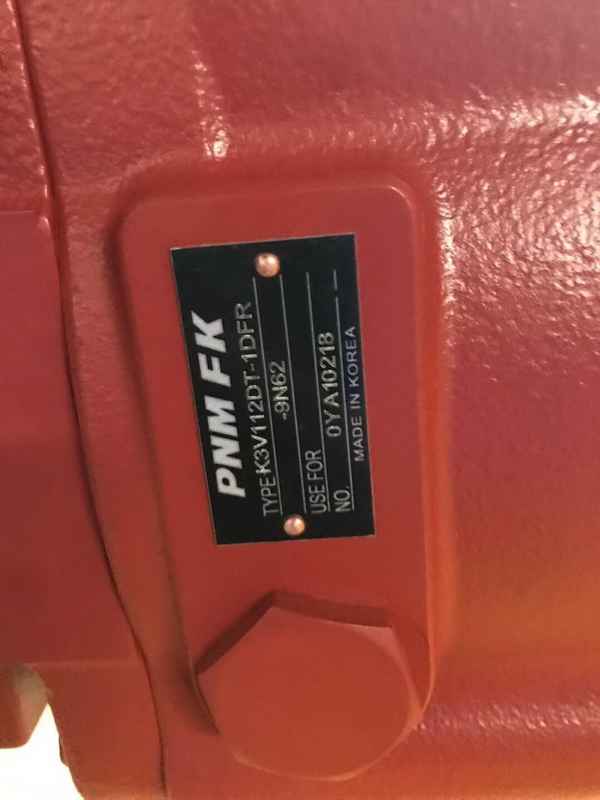 PNM FK
TYPE K3V112DT-1DFR
-9N62
USE FOR
NO. 0YA10218
MADE IN KOREA